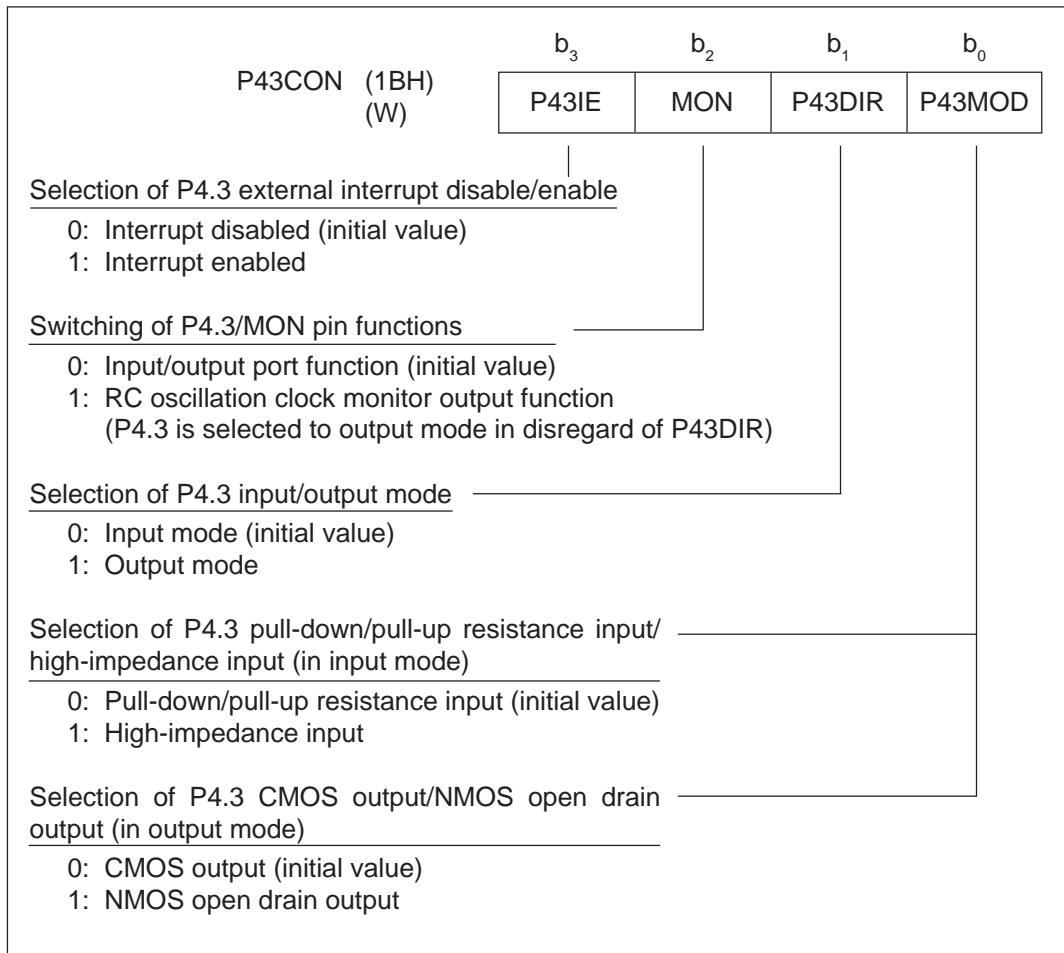 b3 b2 b1 b0
P43CON (1BH)
(W)
P43IE MON P43DIR P43MOD
Selection of P4.3 external interrupt disable/enable
0: Interrupt disabled (initial value)
1: Interrupt enabled
Switching of P4.3/MON pin functions
0: Input/output port function (initial value)
1: RC oscillation clock monitor output function
(P4.3 is selected to output mode in disregard of P43DIR)
Selection of P4.3 input/output mode
0: Input mode (initial value)
1: Output mode
Selection of P4.3 pull-down/pull-up resistance input/
high-impedance input (in input mode)
0: Pull-down/pull-up resistance input (initial value)
1: High-impedance input
Selection of P4.3 CMOS output/NMOS open drain
output (in output mode)
0: CMOS output (initial value)
1: NMOS open drain output